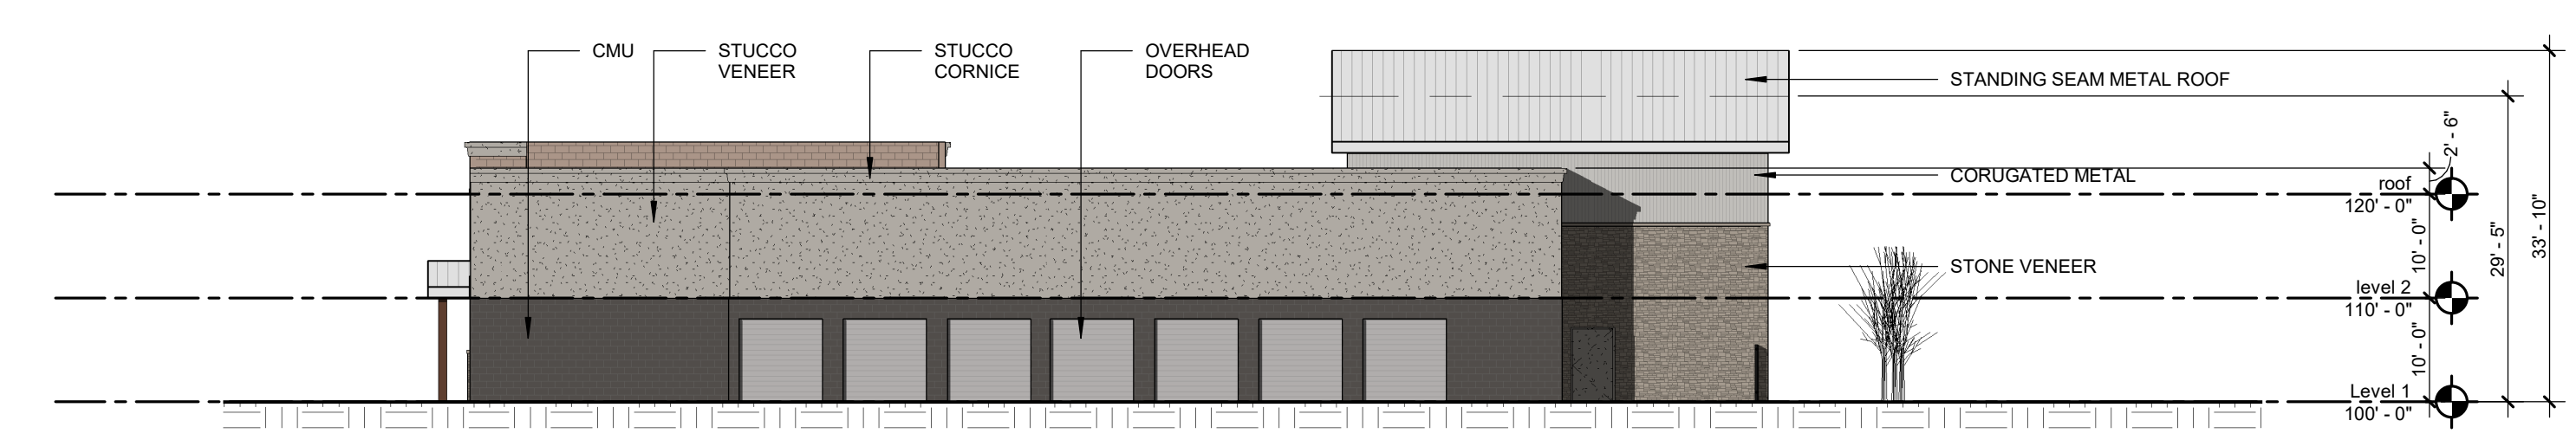 CMU
STUCCO
VENEER
STUCCO
CORNICE
OVERHEAD
DOORS
STANDING SEAM METAL ROOF
CORUGATED METAL
STONE VENEER
roof
120' - 0"
level 2
110' - 0"
Level 1
100' - 0"
2' - 6"
10' - 0"
10' - 0"
29' - 5"
33' - 10"